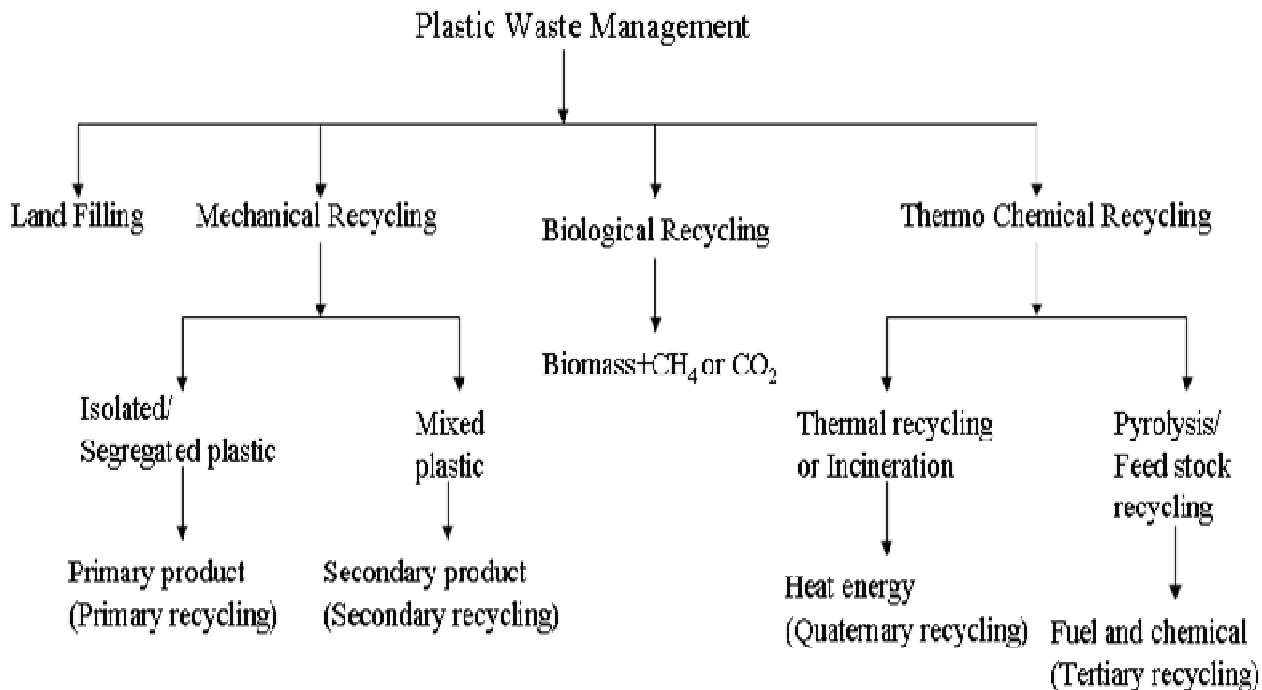 Plastic Waste Management
Land Filling
Mechanical Recycling
Biological Recycling
Thermo Chemical Recycling
Biomass+CH₄ or CO₂
Isolated/
Segregated plastic
Mixed
plastic
Thermal recycling
or Incineration
Pyrolysis/
Feed stock
recycling
Primary product
(Primary recycling)
Secondary product
(Secondary recycling)
Heat energy
(Quaternary recycling)
Fuel and chemical
(Tertiary recycling)